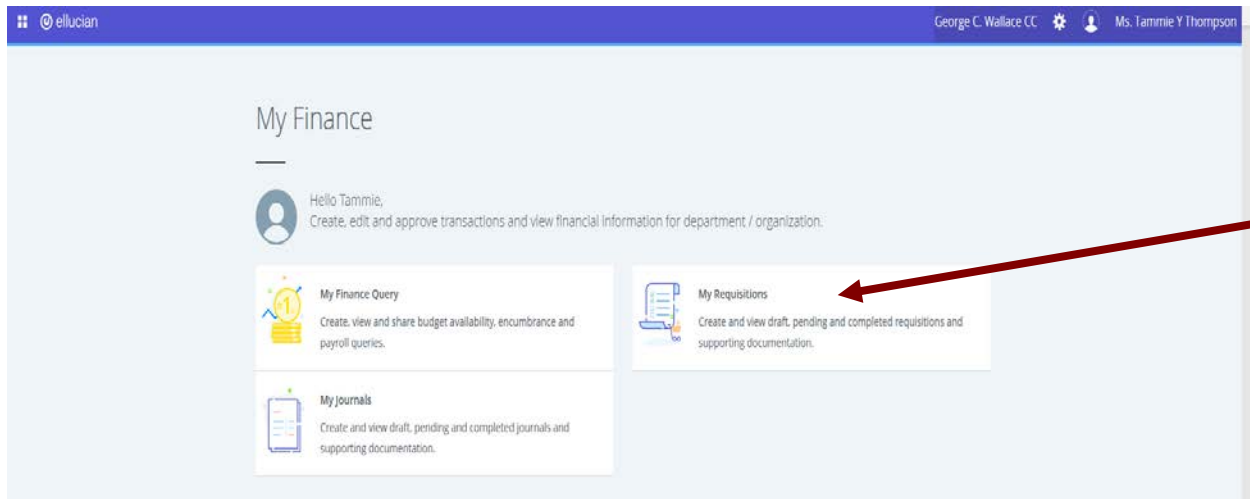 ellucian
George C. Wallace CC
Ms. Tammie Y Thompson
My Finance
Hello Tammie,
Create, edit and approve transactions and view financial information for department / organization.
My Finance Query
Create, view and share budget availability, encumbrance and
payroll queries.
My Requisitions
Create and view draft, pending and completed requisitions and
supporting documentation.
My Journals
Create and view draft, pending and completed journals and
supporting documentation.